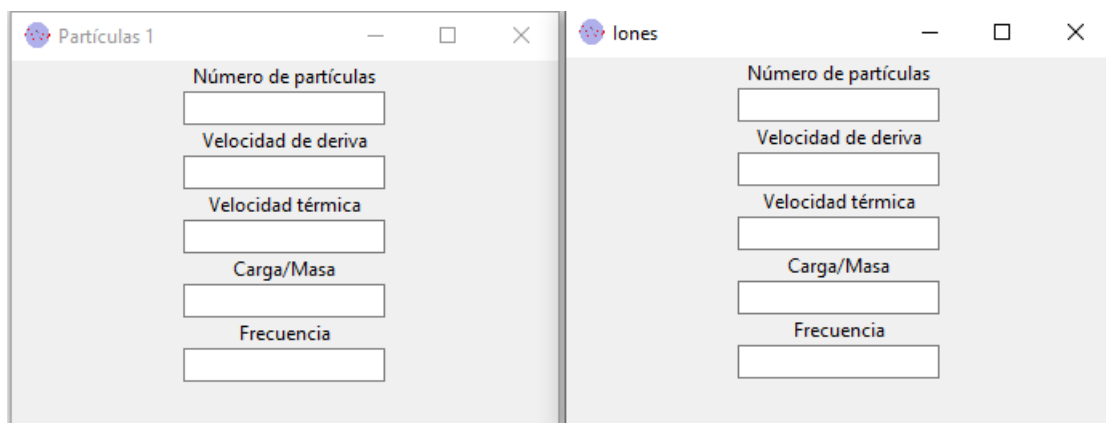 Partículas 1
Número de partículas
Velocidad de deriva
Velocidad térmica
Carga/Masa
Frecuencia
Iones
Número de partículas
Velocidad de deriva
Velocidad térmica
Carga/Masa
Frecuencia